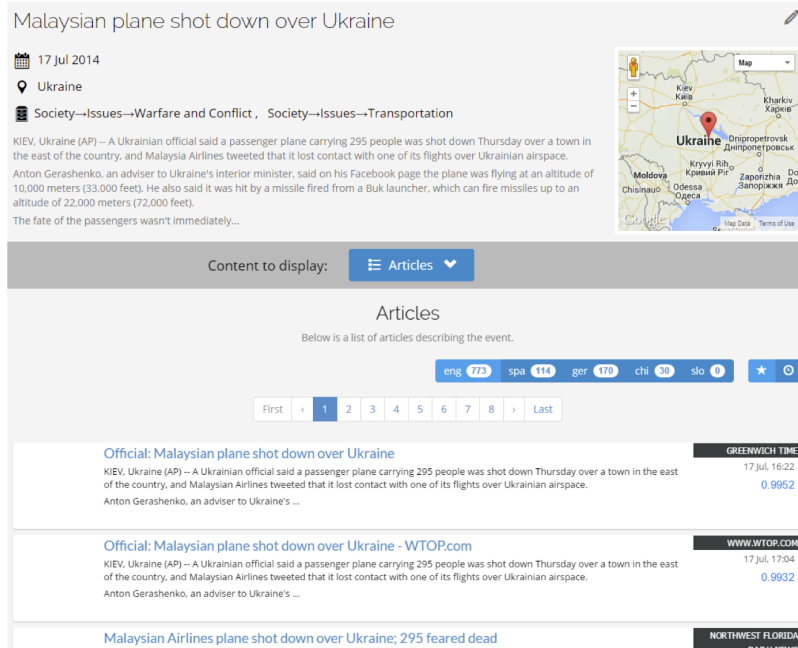 Malaysian plane shot down over Ukraine
17 Jul 2014
Ukraine
Society→Issues→Warfare and Conflict , Society→Issues→Transportation
KIEV, Ukraine (AP) -- A Ukrainian official said a passenger plane carrying 295 people was shot down Thursday over a town in
the east of the country, and Malaysia Airlines tweeted that it lost contact with one of its flights over Ukrainian airspace.
Anton Gerashenko, an adviser to Ukraine's interior minister, said on his Facebook page the plane was flying at an altitude of
10,000 meters (33,000 feet). He also said it was hit by a missile fired from a Buk launcher, which can fire missiles up to an
altitude of 22,000 meters (72,000 feet).
The fate of the passengers wasn't immediately...
Map
+
−
Kiev
Київ
Kharkiv
Харків
Ukraine
Dnipropetrovsk
Дніпропетровськ
Kryvyi Rih
Кривий Ріг
Zaporizhia
Запоріжжя
Do
До
Moldova
Chisinau
Odessa
Одеса
Google
Map Data Terms of Use
Content to display: Articles
Articles
Below is a list of articles describing the event.
eng 773 spa 114 ger 170 chi 30 slo 0
First ‹ 1 2 3 4 5 6 7 8 › Last
Official: Malaysian plane shot down over Ukraine
KIEV, Ukraine (AP) -- A Ukrainian official said a passenger plane carrying 295 people was shot down Thursday over a town in the east
of the country, and Malaysia Airlines tweeted that it lost contact with one of its flights over Ukrainian airspace.
Anton Gerashenko, an adviser to Ukraine's ...
GREENWICH TIME
17 Jul, 16:22
0.9952
Official: Malaysian plane shot down over Ukraine - WTOP.com
KIEV, Ukraine (AP) -- A Ukrainian official said a passenger plane carrying 295 people was shot down Thursday over a town in the east
of the country, and Malaysian Airlines tweeted that it lost contact with one of its flights over Ukrainian airspace.
Anton Gerashenko, an adviser to Ukraine's ...
WWW.WTOP.COM
17 Jul, 17:04
0.9932
Malaysian Airlines plane shot down over Ukraine; 295 feared dead
NORTHWEST FLORIDA
DAILY NEWS